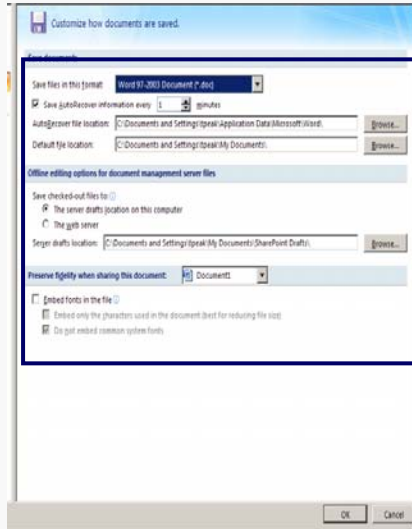 Customize how documents are saved.
Save documents
Save files in this format: Word 97-2003 Document (*.doc)
Save AutoRecover information every 1 minutes
AutoRecover file location: C:\Documents and Settings\tpeak\Application Data\Microsoft\Word\ Browse...
Default file location: C:\Documents and Settings\tpeak\My Documents\ Browse...
Offline editing options for document management server files
Save checked-out files to:
The server drafts location on this computer
The web server
Server drafts location: C:\Documents and Settings\tpeak\My Documents\SharePoint Drafts\ Browse...
Preserve fidelity when sharing this document: Document1
Embed fonts in the file
Embed only the characters used in the document (best for reducing file size)
Do not embed common system fonts
OK Cancel